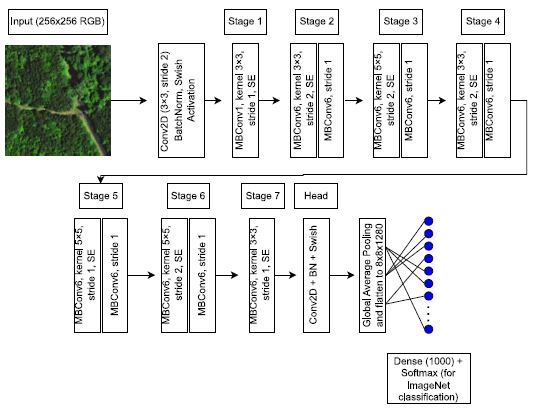 Input (256x256 RGB)
Stage 1
Stage 2
Stage 3
Stage 4
Conv2D (3×3, stride 2)
BatchNorm, Swish
Activation
MBConv1, kernel 3×3,
stride 1, SE
MBConv6, kernel 3×3,
stride 2, SE
MBConv6, stride 1
MBConv6, kernel 5×5,
stride 2, SE
MBConv6, stride 1
MBConv6, kernel 3×3,
stride 2, SE
MBConv6, stride 1
Stage 5
Stage 6
Stage 7
Head
MBConv6, kernel 5×5,
stride 1, SE
MBConv6, stride 1
MBConv6, kernel 5×5,
stride 2, SE
MBConv6, stride 1
MBConv6, kernel 3×3,
stride 1, SE
Conv2D + BN + Swish
Global Average Pooling
and flatten to 8x8x1280
Dense (1000) +
Softmax (for
ImageNet
classification)